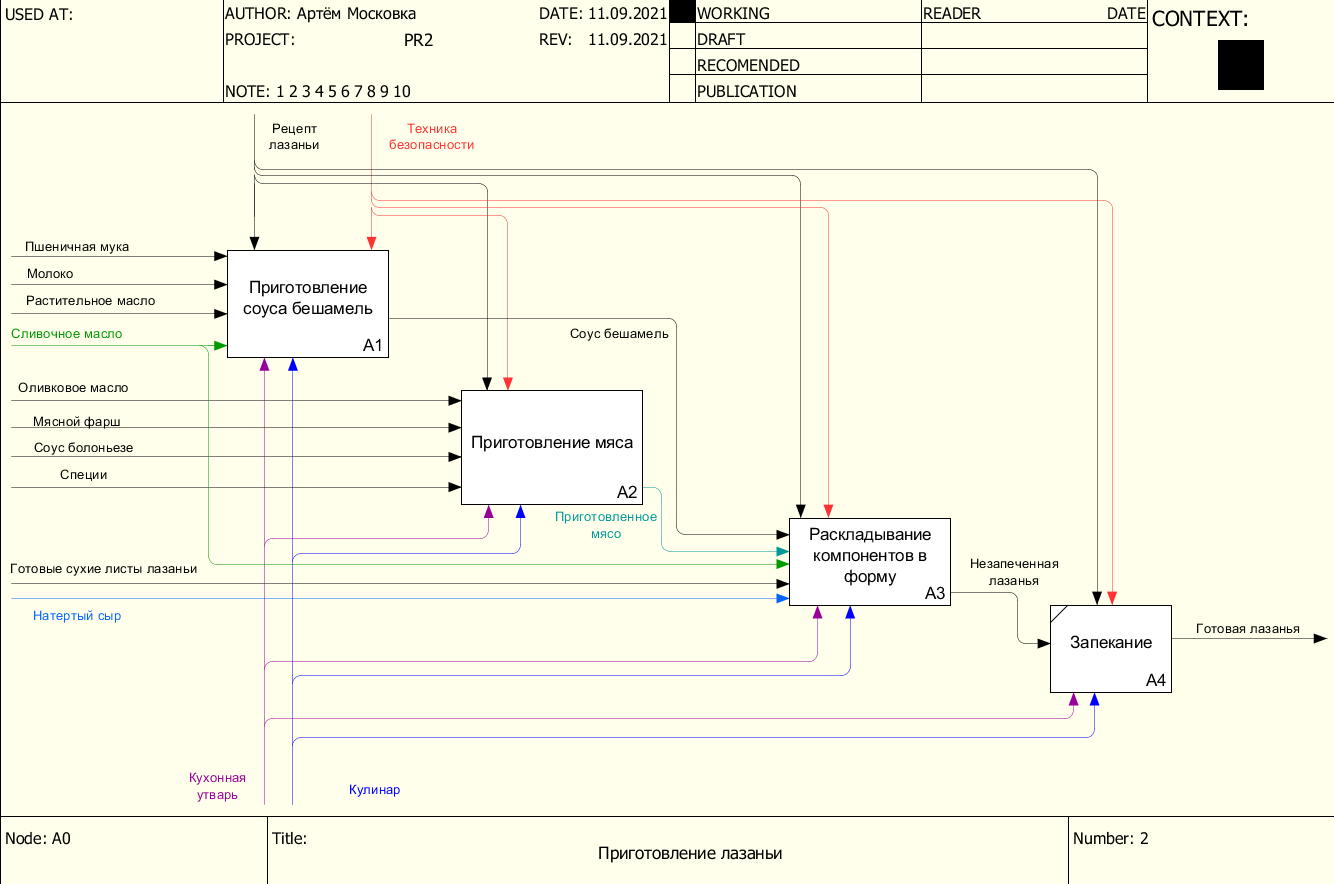 USED AT:
AUTHOR: Артём Московка
DATE: 11.09.2021
PROJECT: PR2
REV: 11.09.2021
NOTE: 1 2 3 4 5 6 7 8 9 10
WORKING
DRAFT
RECOMENDED
PUBLICATION
READER
DATE
CONTEXT:
Рецепт
лазаньи
Техника
безопасности
Пшеничная мука
Молоко
Растительное масло
Сливочное масло
Приготовление
соуса бешамель
A1
Соус бешамель
Оливковое масло
Мясной фарш
Соус болоньезе
Специи
Приготовление мяса
A2
Приготовленное
мясо
Готовые сухие листы лазаньи
Натертый сыр
Раскладывание
компонентов в
форму
A3
Незапеченная
лазанья
Запекание
A4
Готовая лазанья
Кухонная
утварь
Кулинар
Node: A0
Title:
Приготовление лазаньи
Number: 2